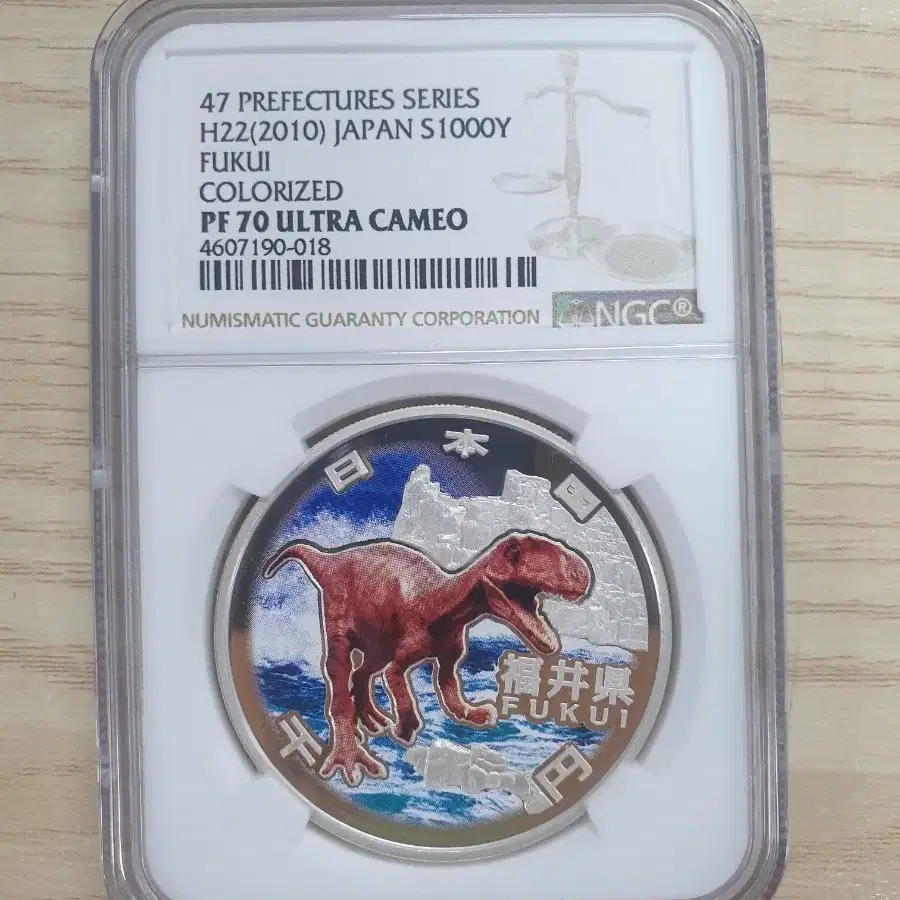 47 PREFECTURES SERIES
H22(2010) JAPAN S1000Y
FUKUI
COLORIZED
PF 70 ULTRA CAMEO
4607190-018
NUMISMATIC GUARANTY CORPORATION
NGC®
日本国
福井県
FUKUI
千円